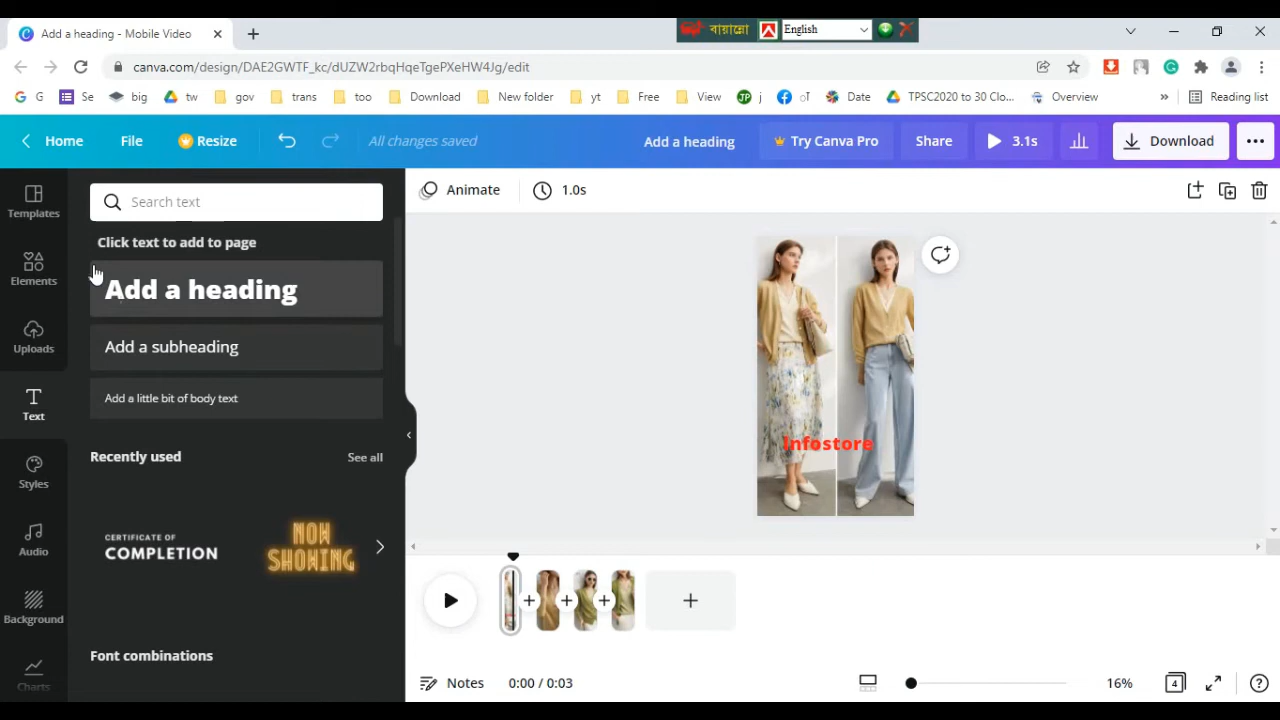 বায়ান্নো
English
Add a heading - Mobile Video
canva.com/design/DAE2GWTF_kc/dUZW2rbqHqeTgePXeHW4Jg/edit
G Se big tw gov trans too Download New folder yt Free View Date TPSC2020 to 30 Clo... Overview » Reading list
Home File Resize All changes saved Add a heading Try Canva Pro Share 3.1s Download
Templates
Search text
Animate 1.0s
Click text to add to page
Elements
Add a heading
Uploads
Add a subheading
Text
Add a little bit of body text
Infostore
Recently used See all
Styles
CERTIFICATE OF
COMPLETION
NOW
SHOWING
Audio
Background
Font combinations
Charts
Notes 0:00 / 0:03 16% 4